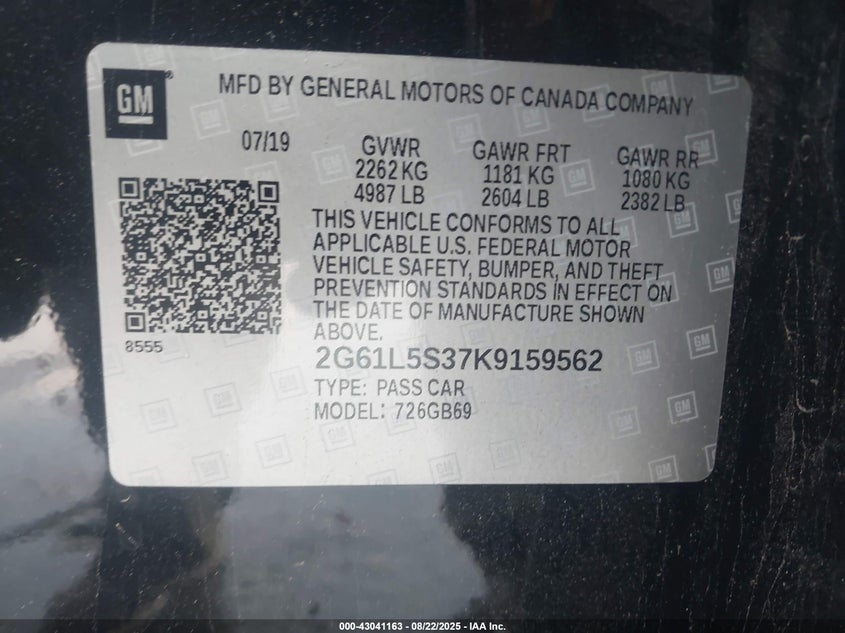 GM
MFD BY GENERAL MOTORS OF CANADA COMPANY
07/19 GVWR GAWR FRT GAWR RR
2262 KG 1181 KG 1080 KG
4987 LB 2604 LB 2382 LB
THIS VEHICLE CONFORMS TO ALL
APPLICABLE U.S. FEDERAL MOTOR
VEHICLE SAFETY, BUMPER, AND THEFT
PREVENTION STANDARDS IN EFFECT ON
THE DATE OF MANUFACTURE SHOWN
ABOVE.
8555
2G61L5S37K9159562
TYPE: PASS CAR
MODEL: 726GB69
000-43041163 - 08/22/2025 - IAA Inc.